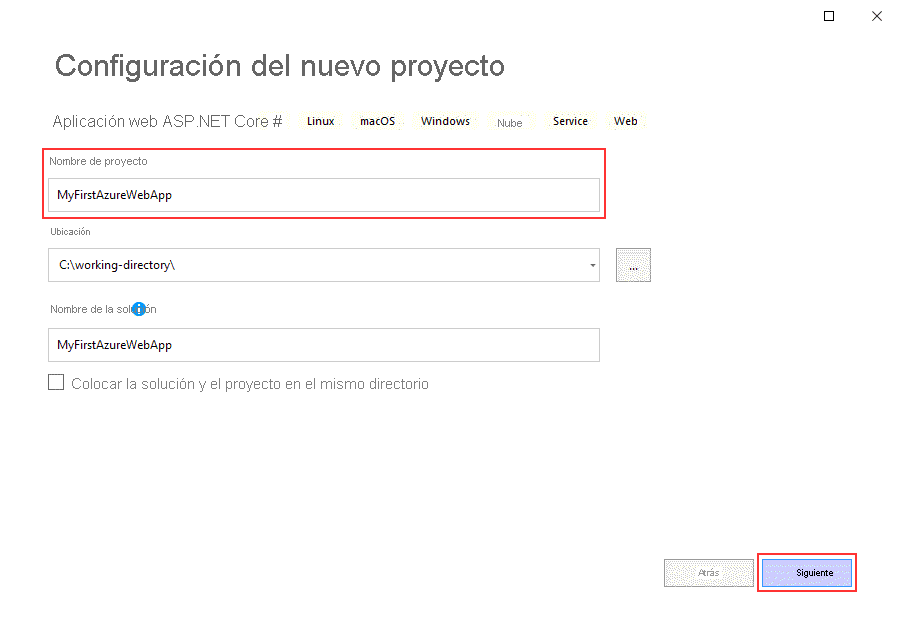 Configuración del nuevo proyecto
Aplicación web ASP.NET Core # Linux macOS Windows Nube Service Web
Nombre de proyecto
MyFirstAzureWebApp
Ubicación
C:\working-directory\
...
Nombre de la solución
MyFirstAzureWebApp
Colocar la solución y el proyecto en el mismo directorio
Atrás Siguiente